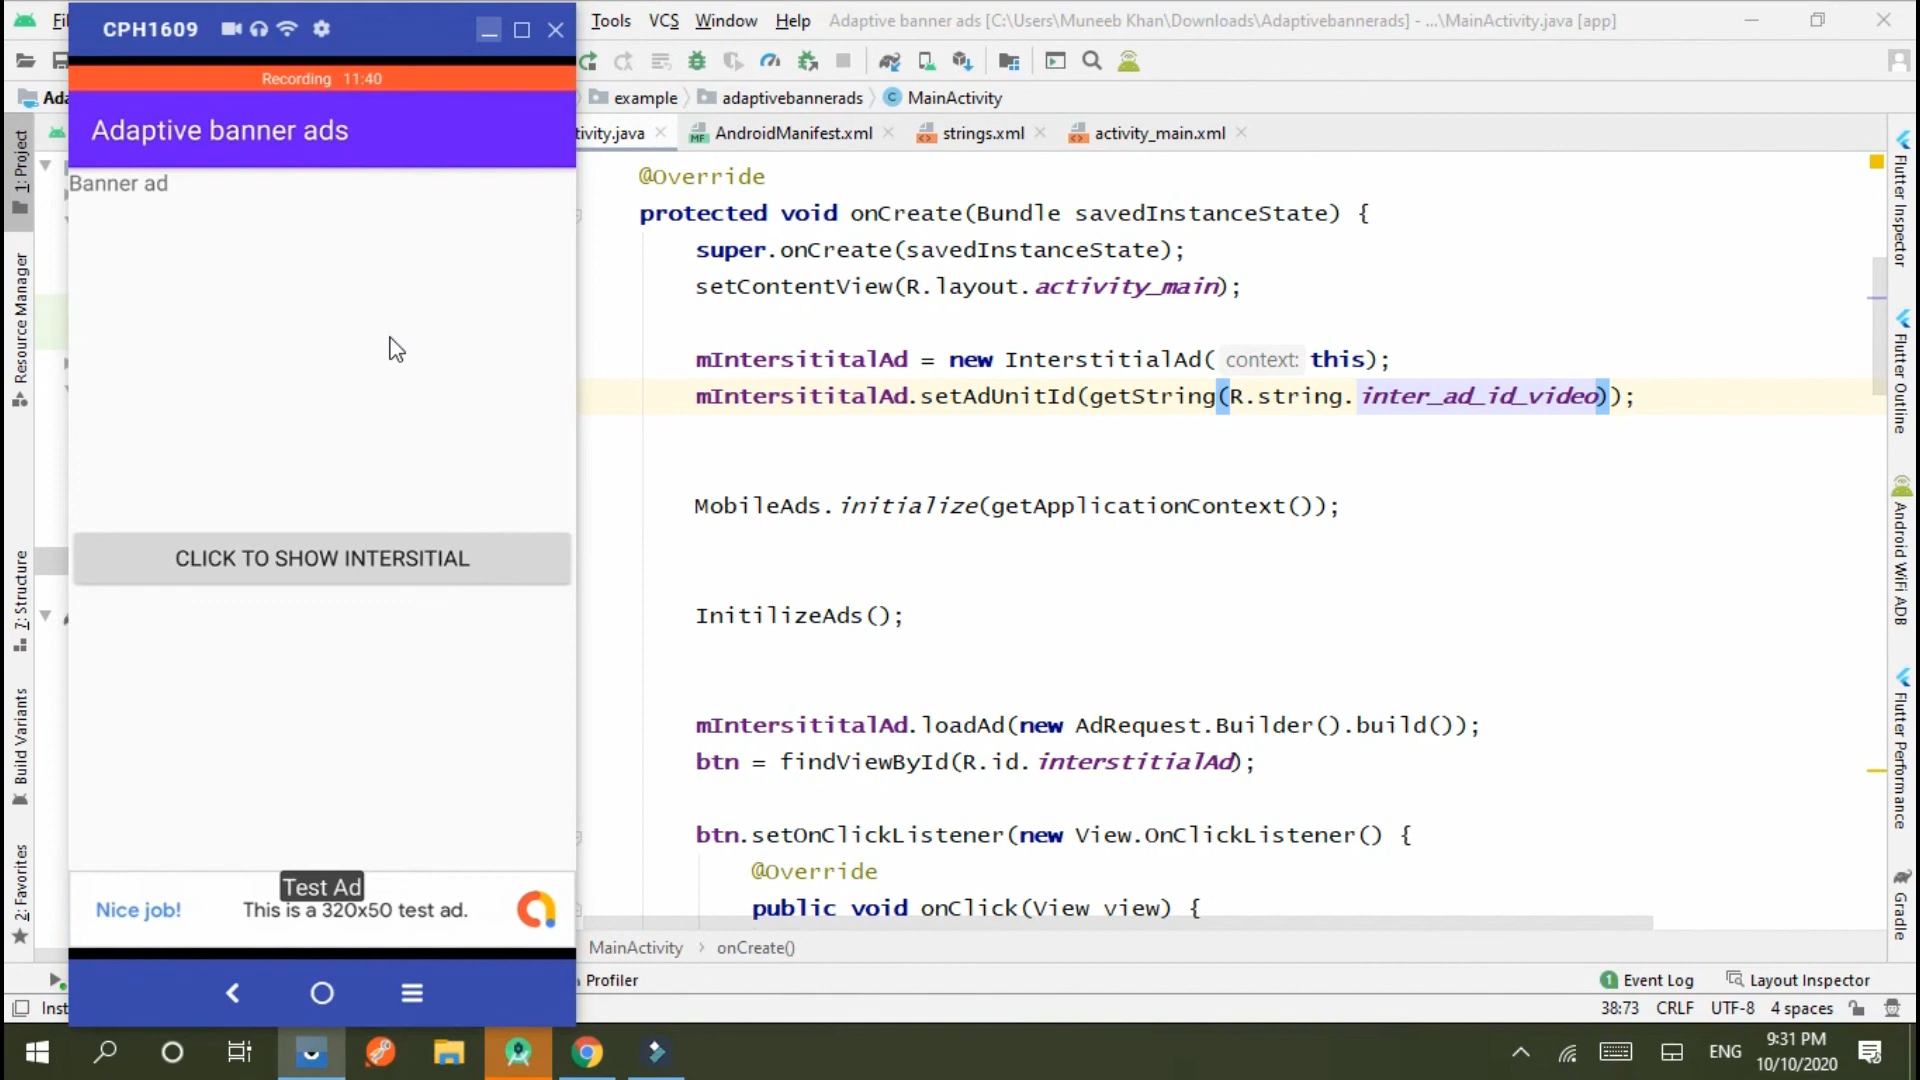 CPH1609
Recording 11:40
Adaptive banner ads
Banner ad
CLICK TO SHOW INTERSITIAL
Test Ad
Nice job!
This is a 320x50 test ad.
Tools VCS Window Help Adaptive banner ads [C:\Users\Muneeb Khan\Downloads\Adaptivebannerads] - ...\MainActivity.java [app]
example adaptivebannerads MainActivity
tivity.java AndroidManifest.xml strings.xml activity_main.xml
@Override
protected void onCreate(Bundle savedInstanceState) {
super.onCreate(savedInstanceState);
setContentView(R.layout.activity_main);
mIntersititalAd = new InterstitialAd( context: this);
mIntersititalAd.setAdUnitId(getString(R.string.inter_ad_id_video));
MobileAds.initialize(getApplicationContext());
InitilizeAds();
mIntersititalAd.loadAd(new AdRequest.Builder().build());
btn = findViewById(R.id.interstitialAd);
btn.setOnClickListener(new View.OnClickListener() {
@Override
public void onClick(View view) {
MainActivity > onCreate()
Profiler
1 Event Log Layout Inspector
Inst
38:73 CRLF UTF-8 4 spaces
1: Project
Resource Manager
7: Structure
Build Variants
2: Favorites
Flutter Inspector
Flutter Outline
Android WiFi ADB
Flutter Performance
Gradle
ENG
9:31 PM
10/10/2020